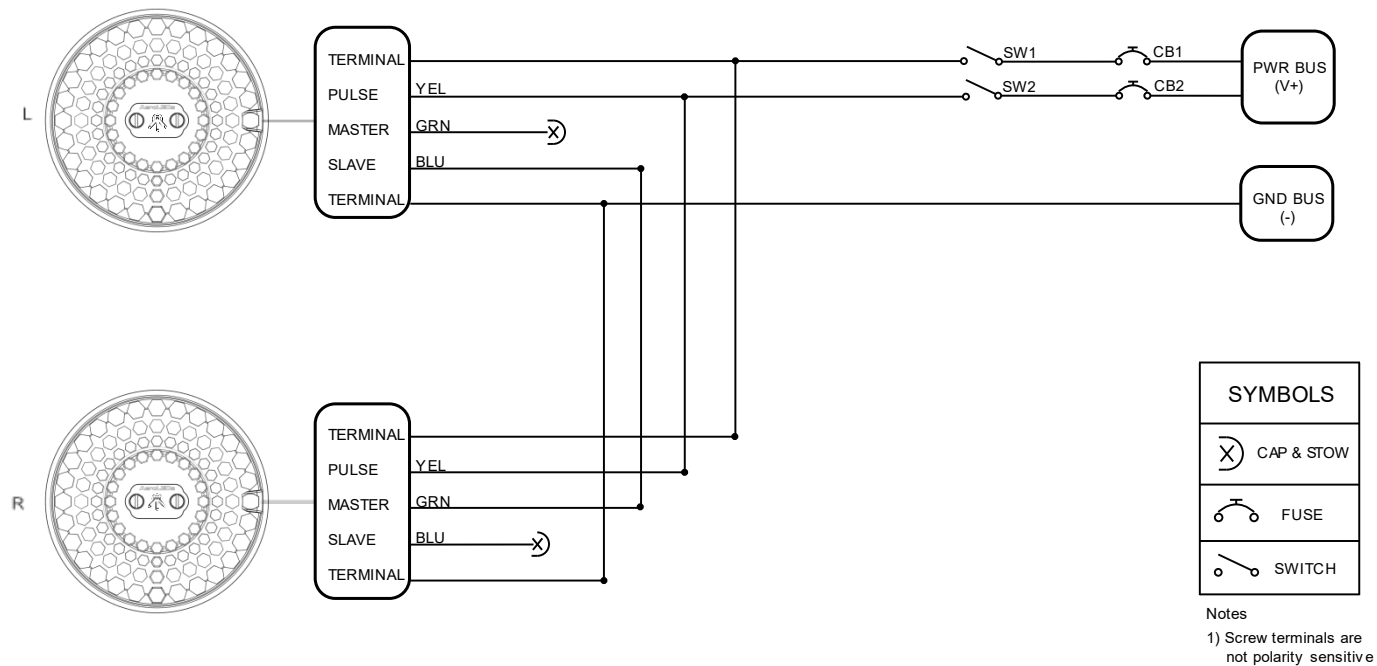 L
TERMINAL
PULSE YEL
MASTER GRN
SLAVE BLU
TERMINAL
SW1 CB1
SW2 CB2
PWR BUS
(V+)
GND BUS
(-)
R
TERMINAL
PULSE YEL
MASTER GRN
SLAVE BLU
TERMINAL
SYMBOLS
CAP & STOW
FUSE
SWITCH
Notes
1) Screw terminals are
not polarity sensitive